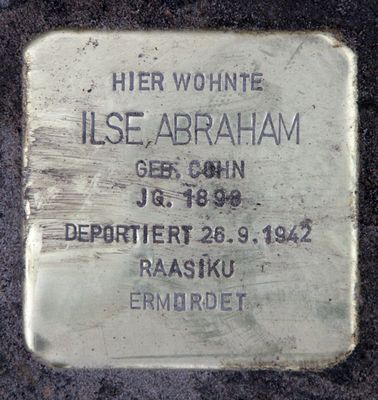 HIER WOHNTE
ILSE ABRAHAM
GEB. COHN
JG. 1898
DEPORTIERT 26.9.1942
RAASIKU
ERMORDET